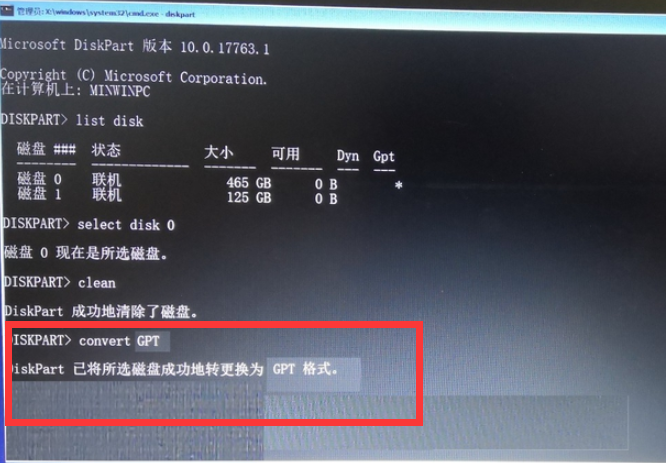 管理员: X:\windows\system32\cmd.exe - diskpart
Microsoft DiskPart 版本 10.0.17763.1
Copyright (C) Microsoft Corporation.
在计算机上: MINWINPC
DISKPART> list disk
磁盘 ### 状态 大小 可用 Dyn Gpt
-------- ------------- ------- ------- --- ---
磁盘 0 联机 465 GB 0 B *
磁盘 1 联机 125 GB 0 B
DISKPART> select disk 0
磁盘 0 现在是所选磁盘。
DISKPART> clean
DiskPart 成功地清除了磁盘。
DISKPART> convert GPT
DiskPart 已将所选磁盘成功地转更换为 GPT 格式。